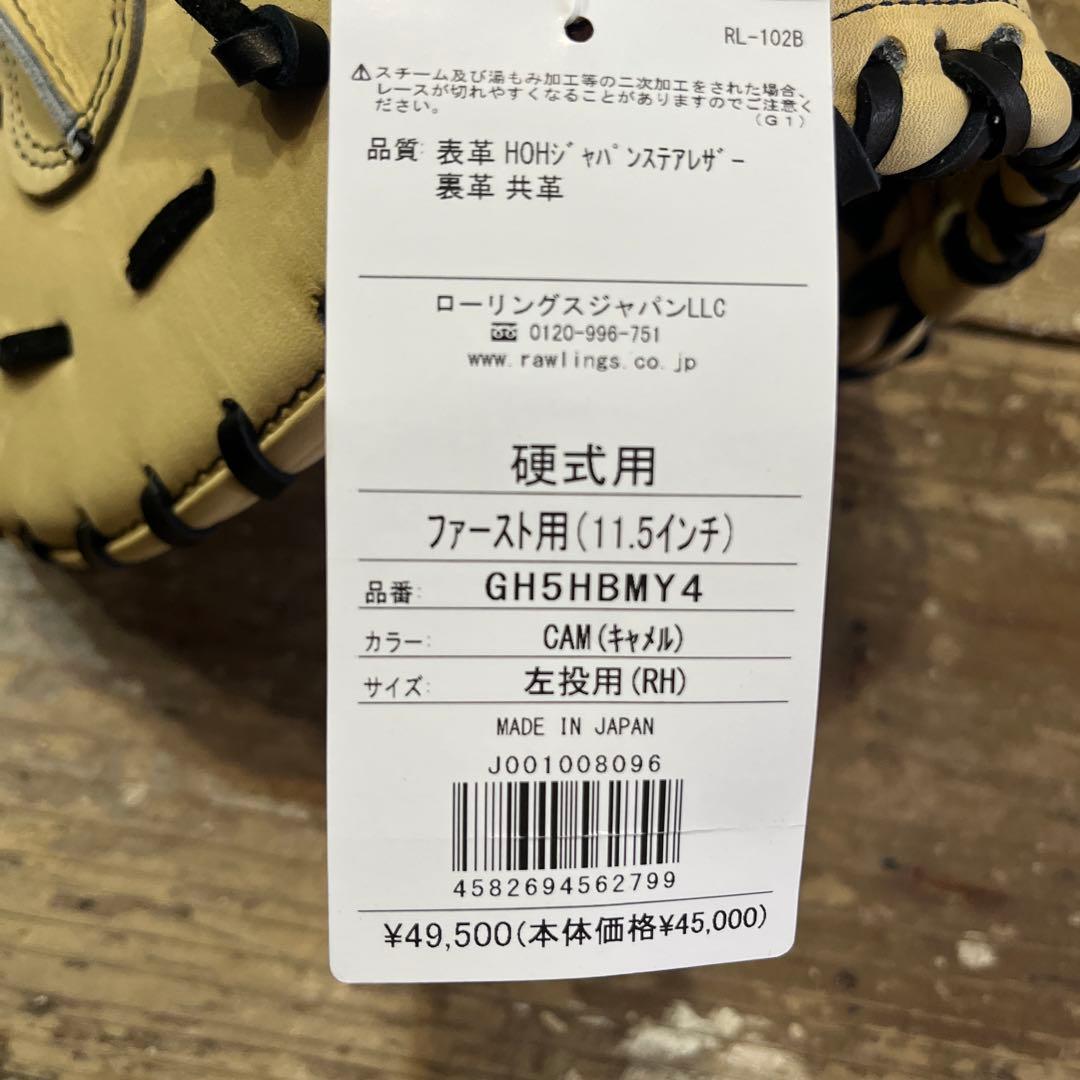 RL-102B
⚠スチーム及び湯もみ加工等の二次加工をされた場合、
レースが切れやすくなることがありますのでご注意く
ださい。
(G1)
品質: 表革 HOHｼﾞｬﾊﾟﾝｽﾃｱﾚｻﾞｰ
裏革 共革
ローリングスジャパンLLC
0120-996-751
www.rawlings.co.jp
硬式用
ファースト用(11.5インチ)
品番: GH5HBMY4
カラー: CAM(ｷｬﾒﾙ)
サイズ: 左投用(RH)
MADE IN JAPAN
J001008096
4582694562799
¥49,500(本体価格¥45,000)